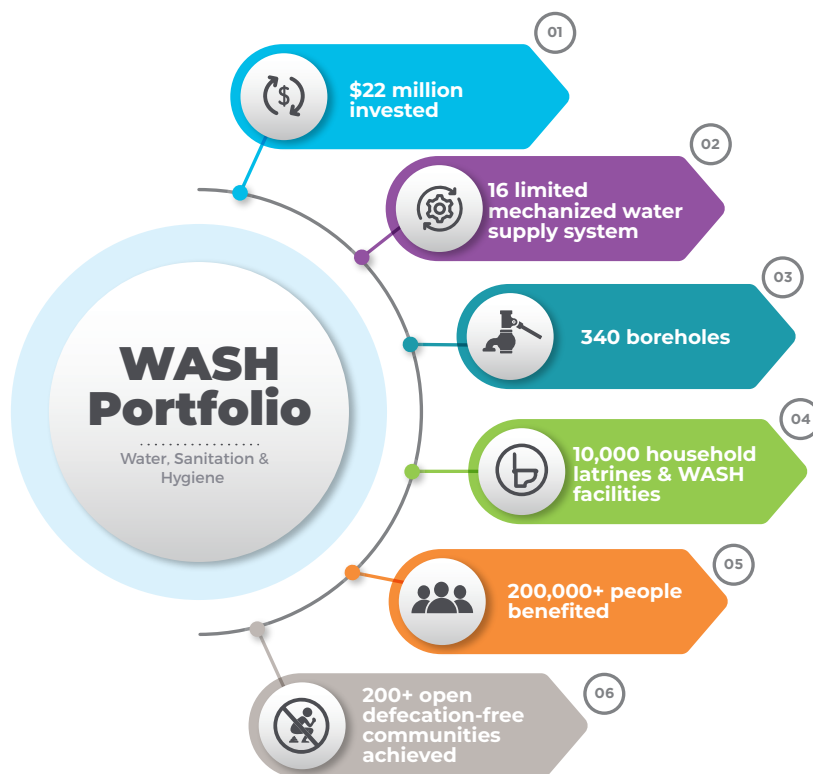 01
$22 million
invested
02
16 limited
mechanized water
supply system
03
340 boreholes
WASH
Portfolio
Water, Sanitation &
Hygiene
04
10,000 household
latrines & WASH
facilities
05
200,000+ people
benefited
06
200+ open
defecation-free
communities
achieved
$